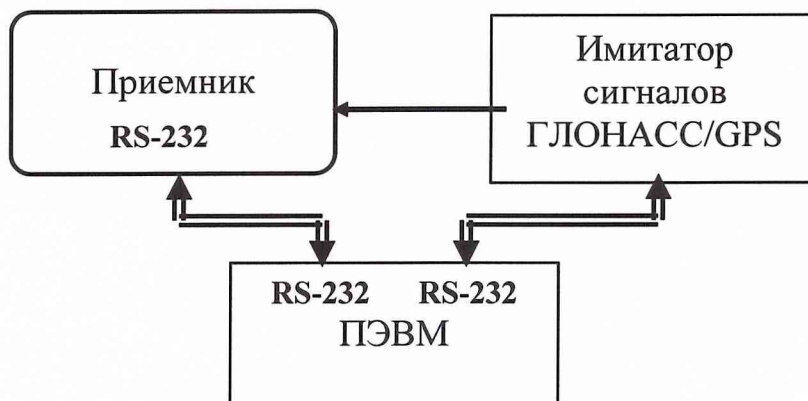 Приемник
RS-232
Имитатор
сигналов
ГЛОНАСС/GPS
RS-232 RS-232
ПЭВМ